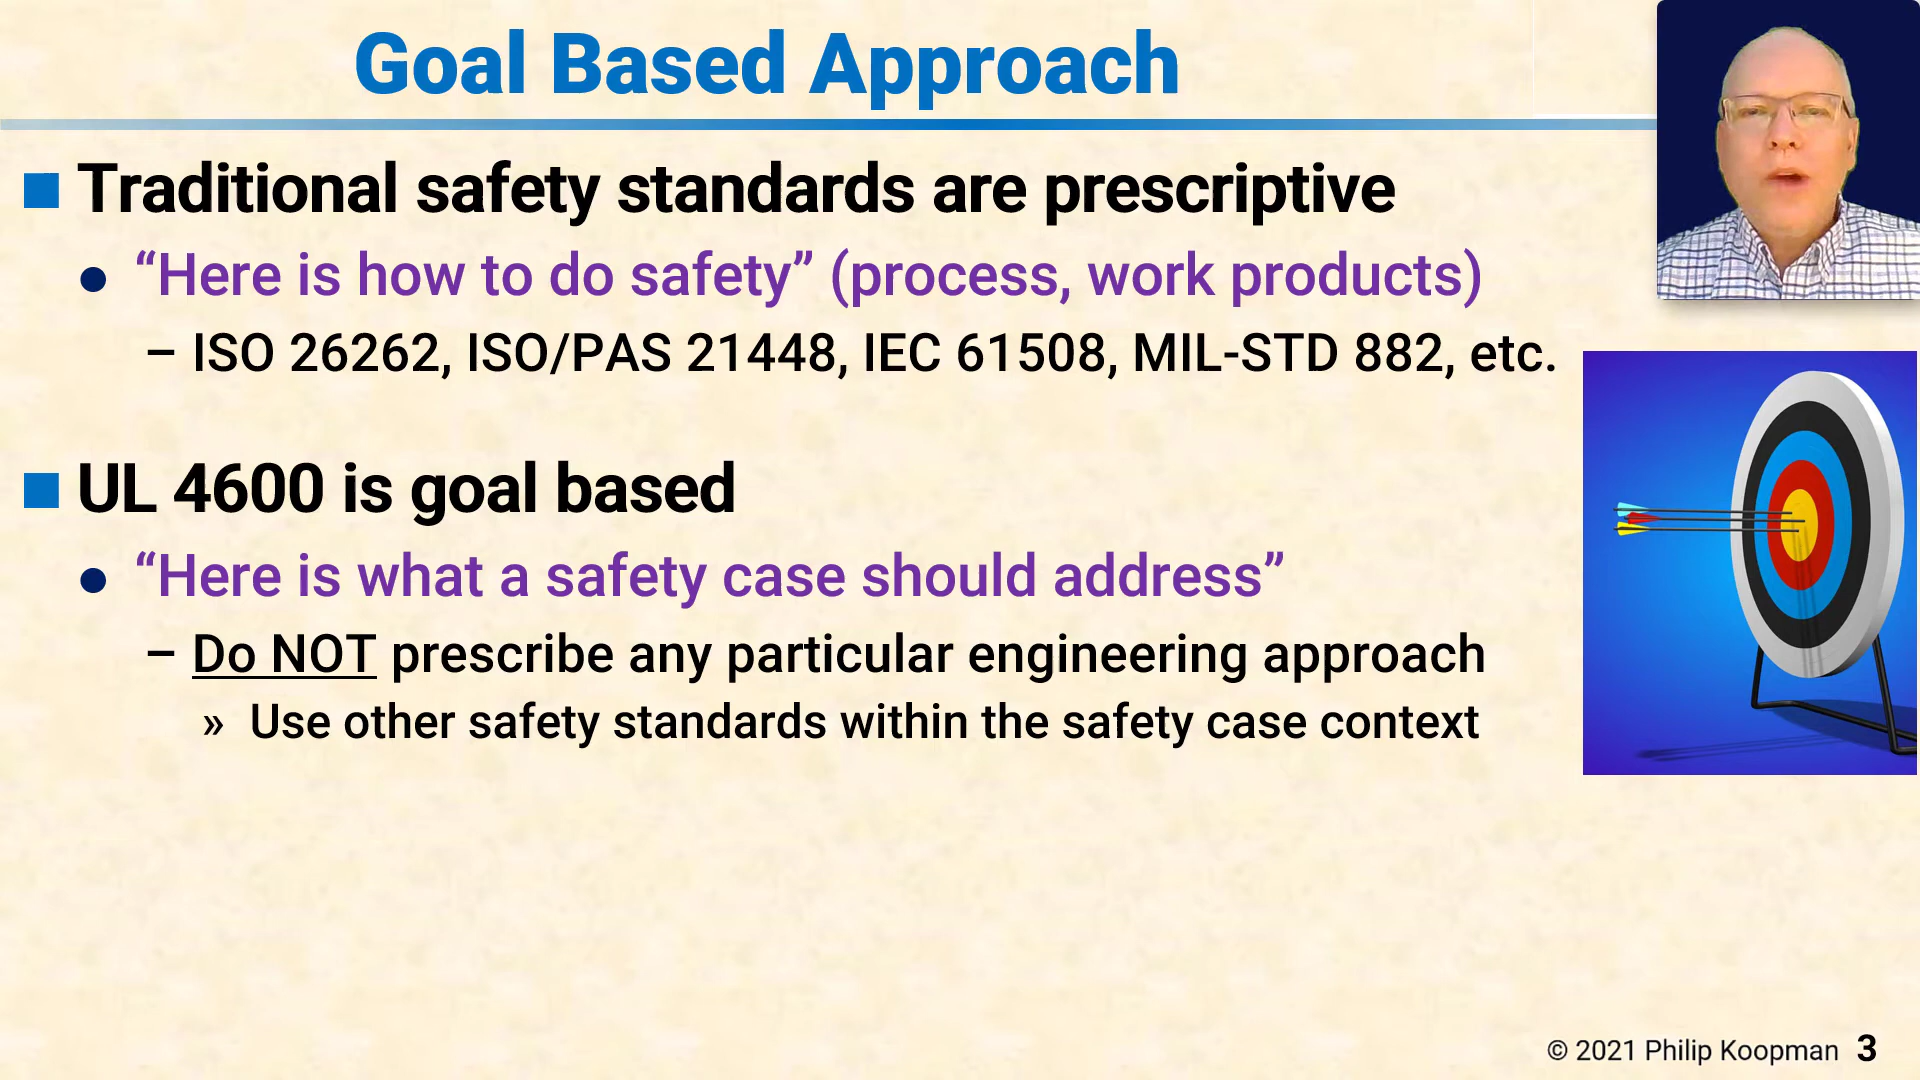 Goal Based Approach
Traditional safety standards are prescriptive
“Here is how to do safety” (process, work products)
– ISO 26262, ISO/PAS 21448, IEC 61508, MIL-STD 882, etc.
UL 4600 is goal based
“Here is what a safety case should address”
– Do NOT prescribe any particular engineering approach
» Use other safety standards within the safety case context
© 2021 Philip Koopman 3